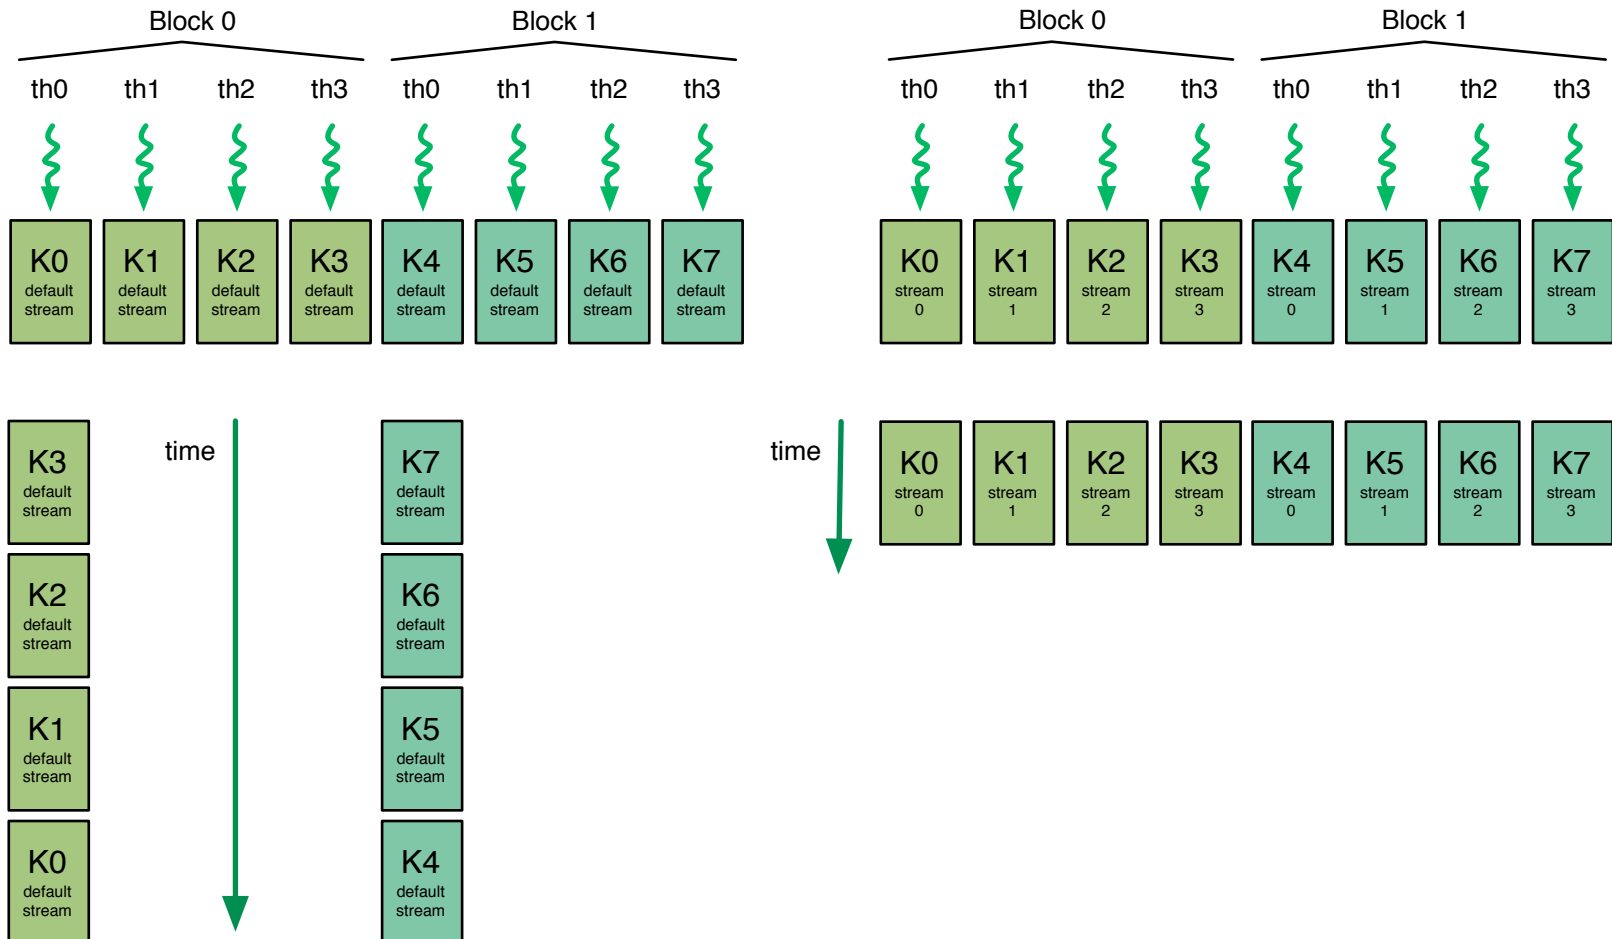 Block 0 Block 1 Block 0 Block 1
th0 th1 th2 th3 th0 th1 th2 th3 th0 th1 th2 th3 th0 th1 th2 th3
K0 K1 K2 K3 K4 K5 K6 K7 K0 K1 K2 K3 K4 K5 K6 K7
default default default default default default default default stream stream stream stream stream stream stream stream
stream stream stream stream stream stream stream stream 0 1 2 3 0 1 2 3
time time
K3 K7 K0 K1 K2 K3 K4 K5 K6 K7
default default stream stream stream stream stream stream stream stream
stream stream 0 1 2 3 0 1 2 3
K2 K6
default default
stream stream
K1 K5
default default
stream stream
K0 K4
default default
stream stream